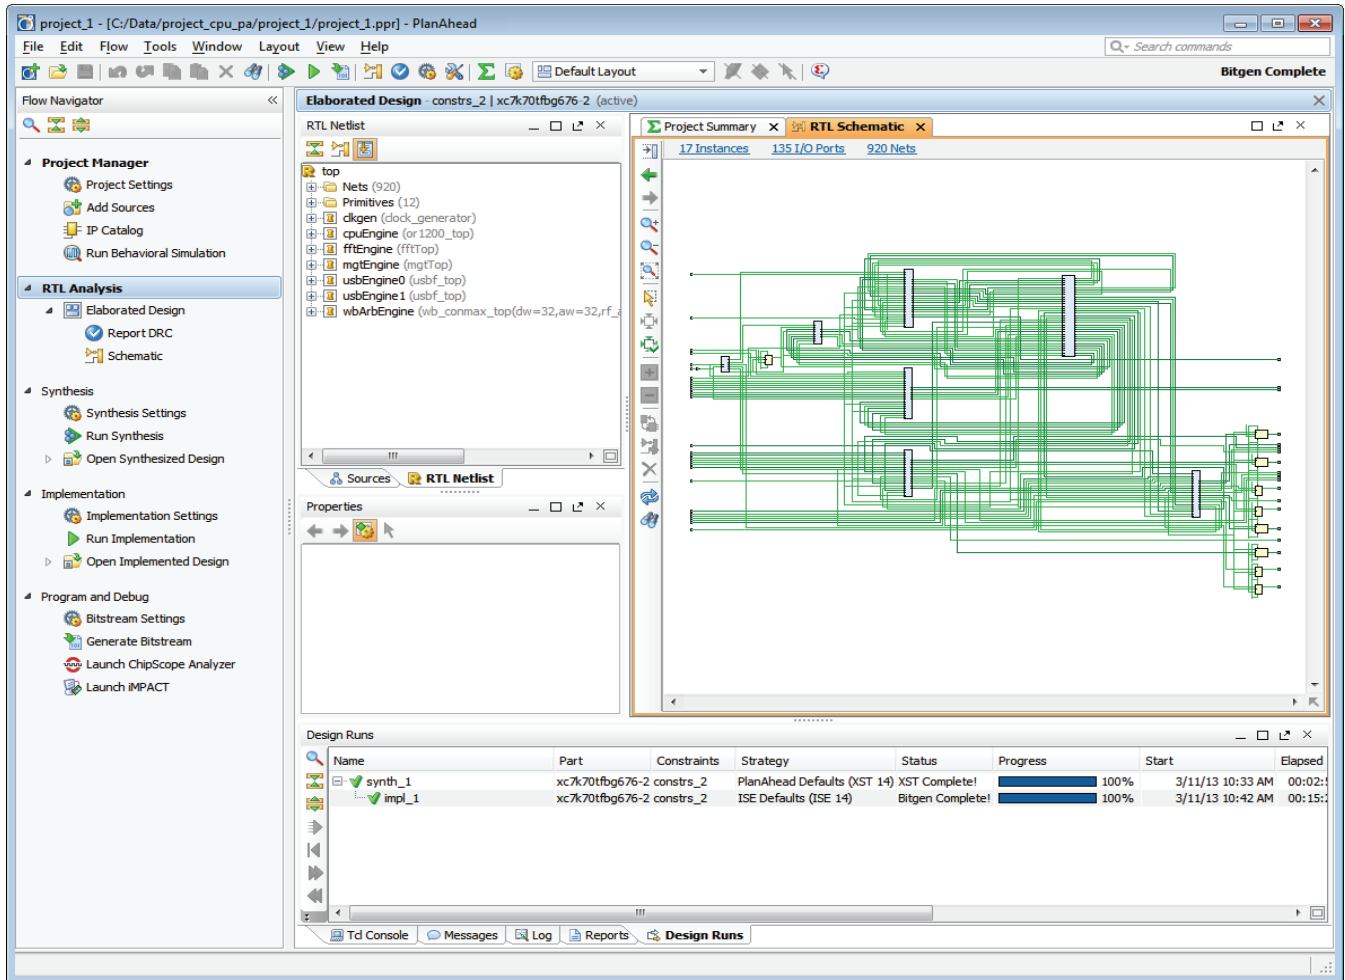 project_1 - [C:/Data/project_cpu_pa/project_1/project_1.ppr] - PlanAhead
File Edit Flow Tools Window Layout View Help
Search commands
Default Layout
Bitgen Complete
Flow Navigator
Project Manager
Project Settings
Add Sources
IP Catalog
Run Behavioral Simulation
RTL Analysis
Elaborated Design
Report DRC
Schematic
Synthesis
Synthesis Settings
Run Synthesis
Open Synthesized Design
Implementation
Implementation Settings
Run Implementation
Open Implemented Design
Program and Debug
Bitstream Settings
Generate Bitstream
Launch ChipScope Analyzer
Launch iMPACT
Elaborated Design - constrs_2 | xc7k70tfbg676-2 (active)
RTL Netlist
top
Nets (920)
Primitives (12)
clkgen (clock_generator)
cpuEngine (or1200_top)
fftEngine (fftTop)
mgtEngine (mgtTop)
usbEngine0 (usbf_top)
usbEngine1 (usbf_top)
wbArbEngine (wb_conmax_top(dw=32,aw=32,rf_a
Sources RTL Netlist
Properties
Project Summary RTL Schematic
17 Instances 135 I/O Ports 920 Nets
Design Runs
Name Part Constraints Strategy Status Progress Start Elapsed
synth_1 xc7k70tfbg676-2 constrs_2 PlanAhead Defaults (XST 14) XST Complete! 100% 3/11/13 10:33 AM 00:02:
impl_1 xc7k70tfbg676-2 constrs_2 ISE Defaults (ISE 14) Bitgen Complete! 100% 3/11/13 10:42 AM 00:15:
Tcl Console Messages Log Reports Design Runs